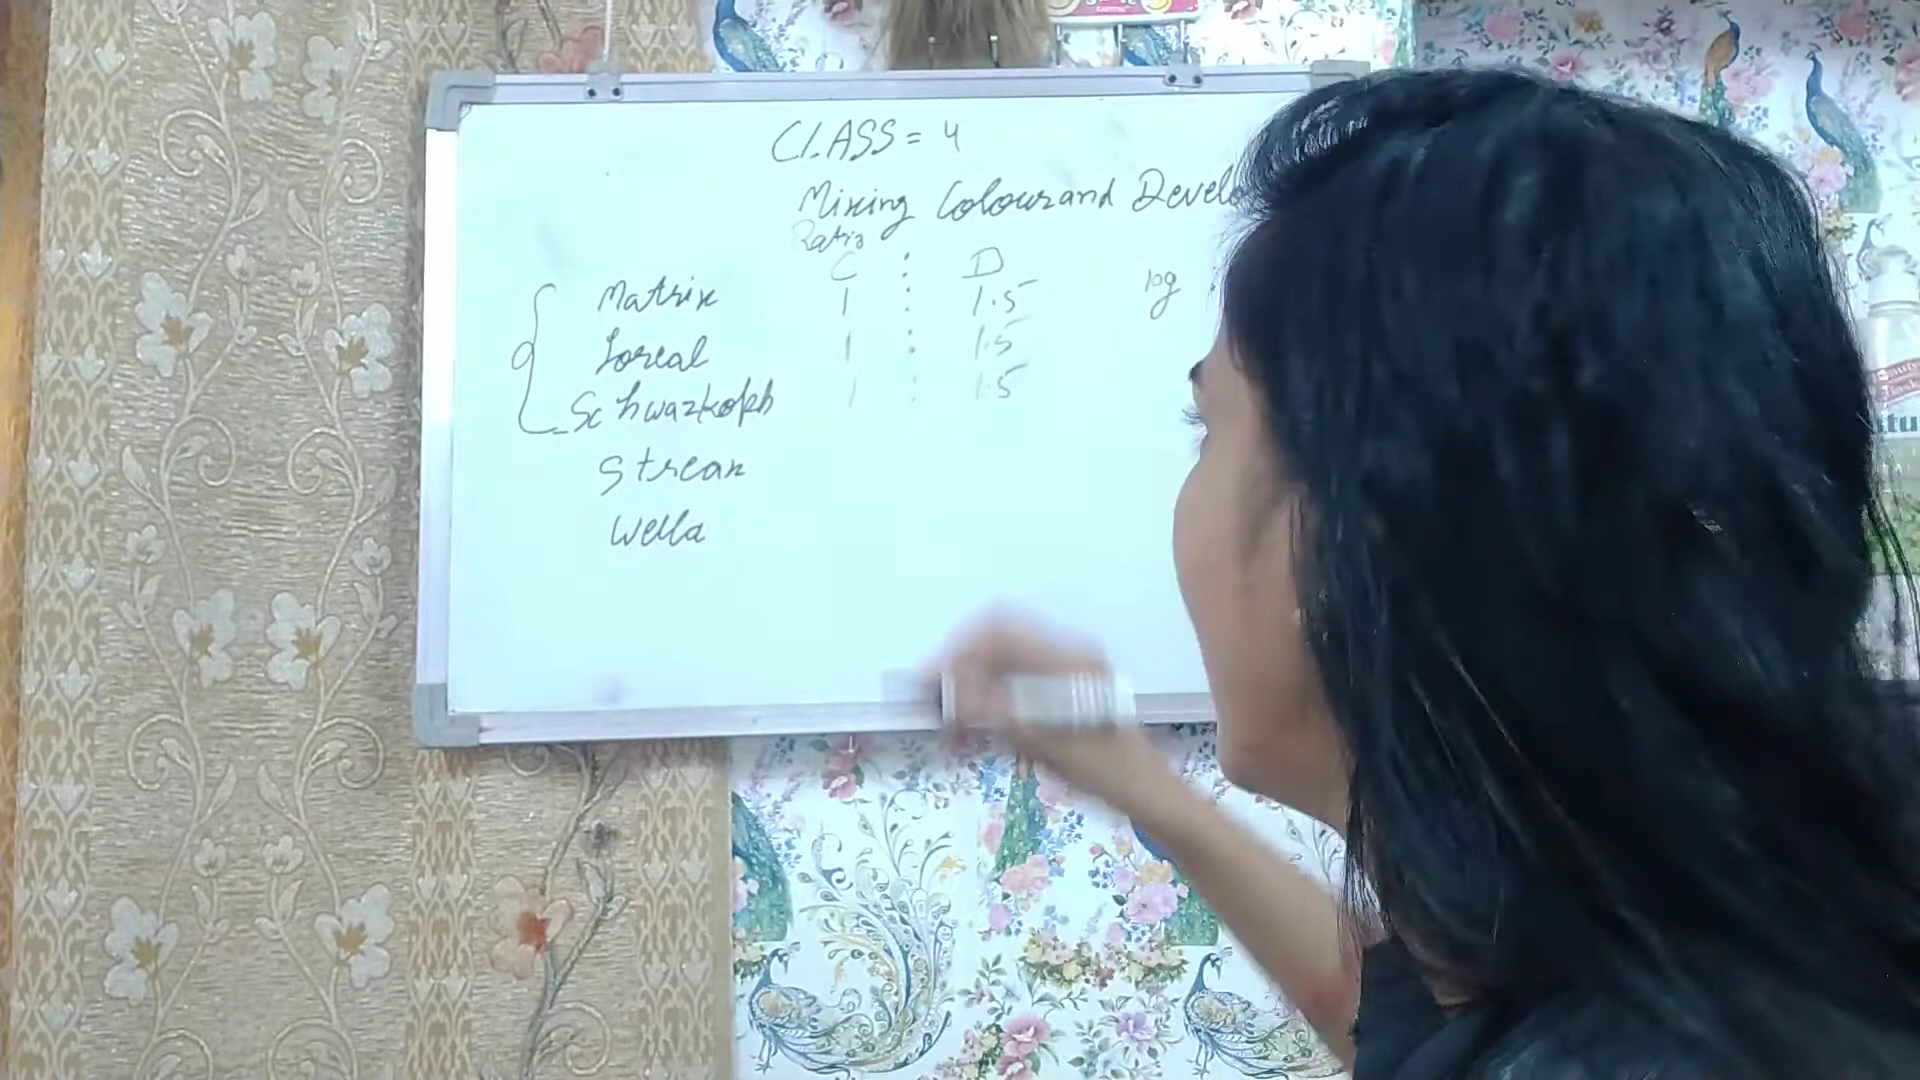 CLASS = 4
Mixing Colour and Develo
Ratio
C : D
Matrix 1 : 1.5 10g
Loreal 1 : 1.5
Schwazkoph 1 : 1.5
Streax
Wella